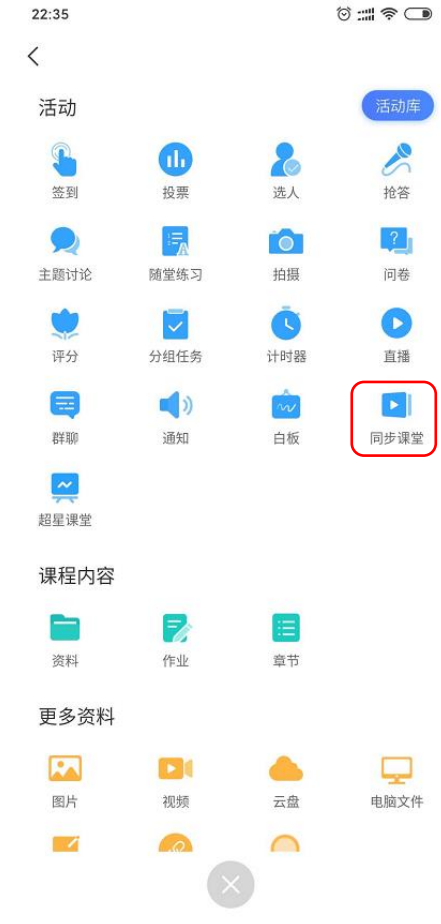 22:35
活动
活动库
签到
投票
选人
抢答
主题讨论
随堂练习
拍摄
问卷
评分
分组任务
计时器
直播
群聊
通知
白板
同步课堂
超星课堂
课程内容
资料
作业
章节
更多资料
图片
视频
云盘
电脑文件